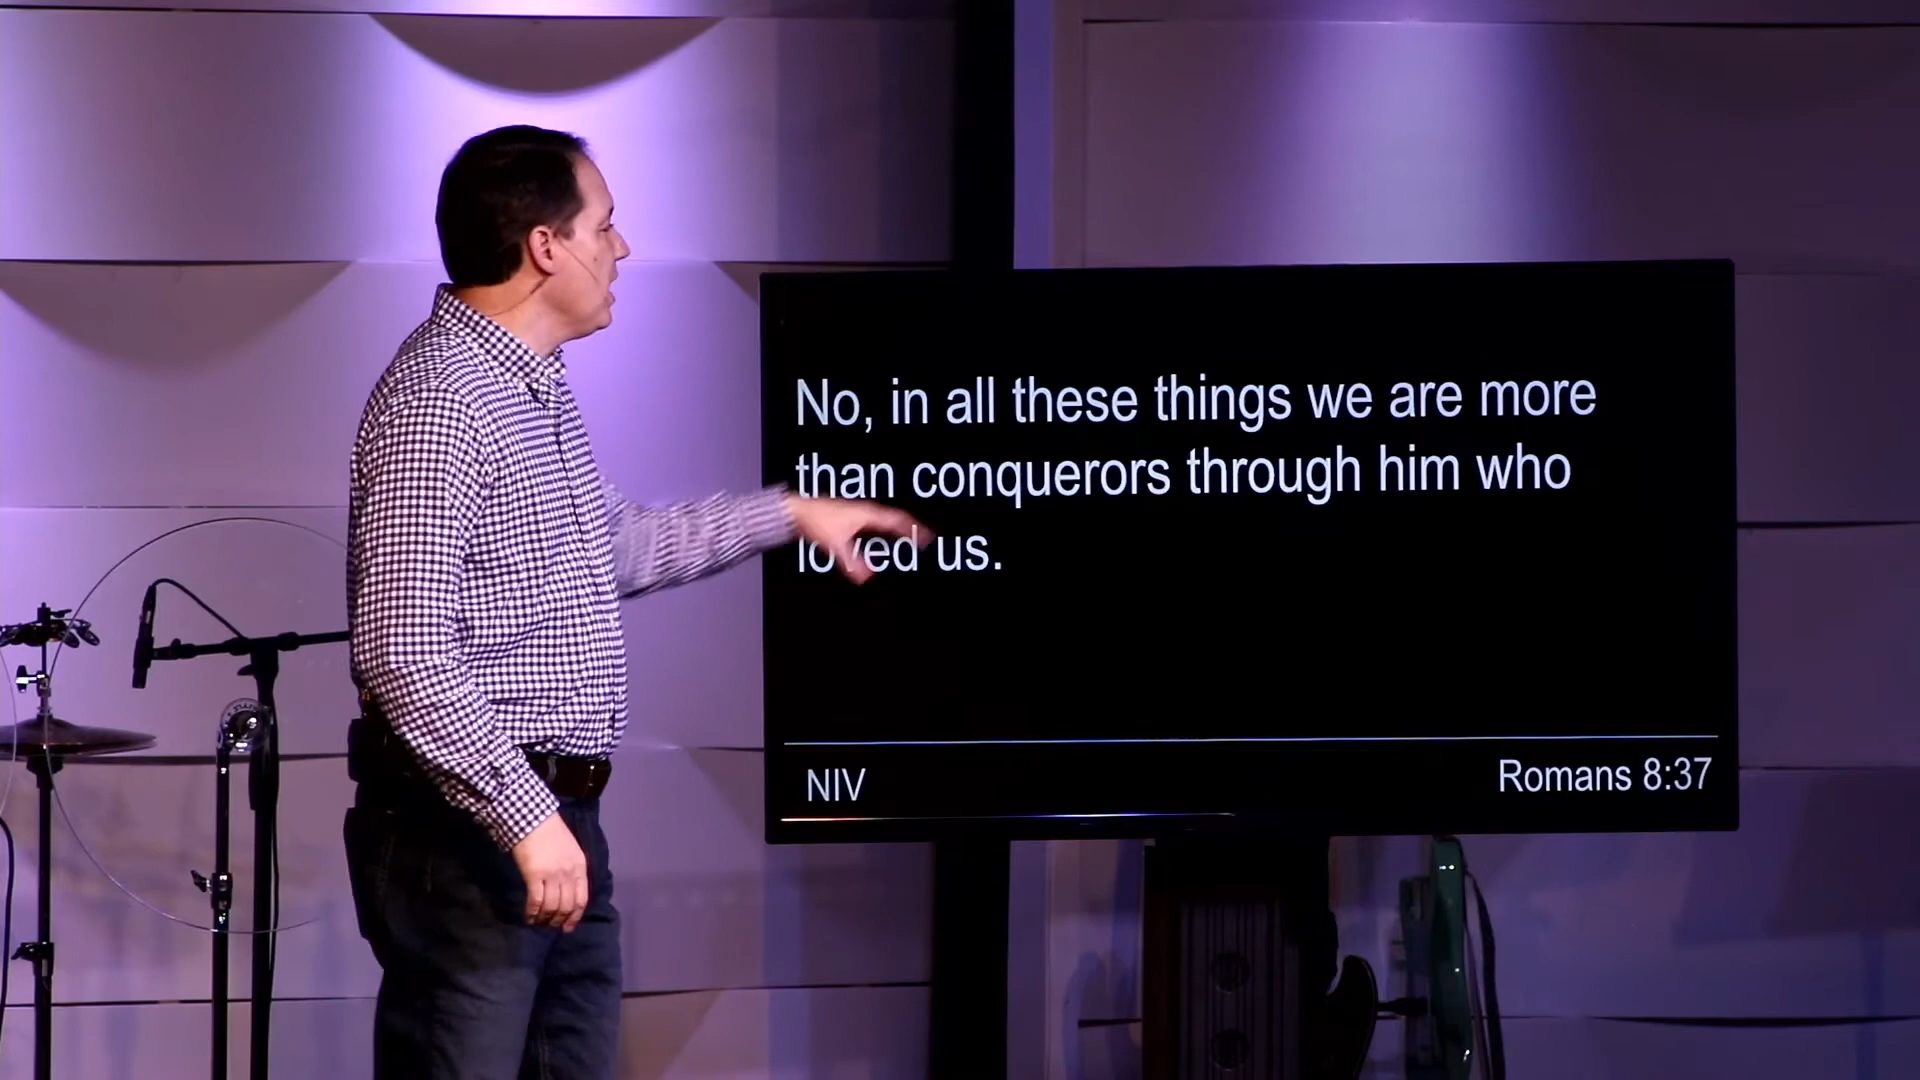 No, in all these things we are more
than conquerors through him who
loved us.
NIV
Romans 8:37